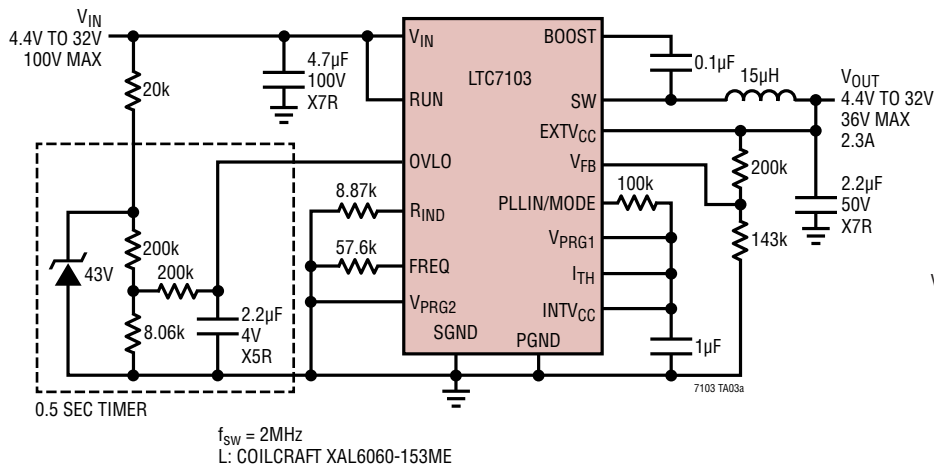 VIN
4.4V TO 32V
100V MAX
20k
4.7µF
100V
X7R
VIN
RUN
OVLO
RIND
FREQ
VPRG2
SGND
PGND
LTC7103
BOOST
SW
EXTVCC
VFB
PLLIN/MODE
VPRG1
ITH
INTVCC
0.1µF
15µH
VOUT
4.4V TO 32V
36V MAX
2.3A
200k
143k
2.2µF
50V
X7R
100k
1µF
8.87k
57.6k
43V
200k
200k
8.06k
2.2µF
4V
X5R
0.5 SEC TIMER
7103 TA03a
fSW = 2MHz
L: COILCRAFT XAL6060-153ME